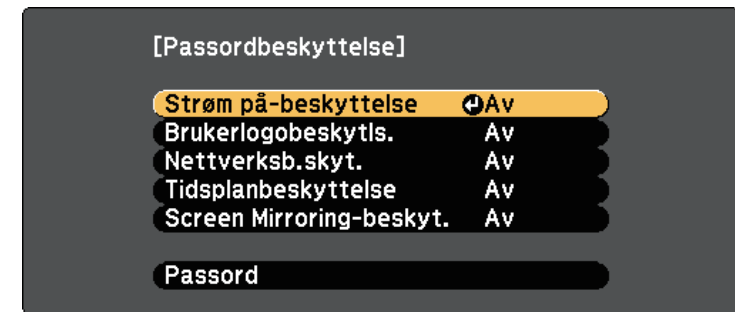 [Passordbeskyttelse]
Strøm på-beskyttelse Av
Brukerlogobeskytls. Av
Nettverksb.skyt. Av
Tidsplanbeskyttelse Av
Screen Mirroring-beskyt. Av
Passord